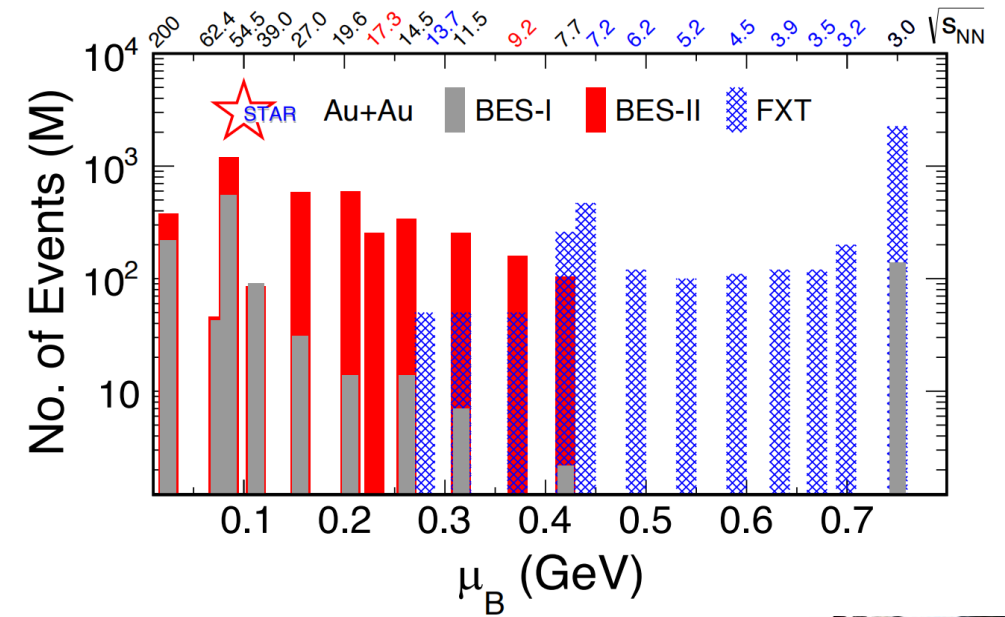 200 62.4 54.5 39.0 27.0 19.6 17.3 14.5 13.7 11.5 9.2 7.7 7.2 6.2 5.2 4.5 3.9 3.5 3.2 3.0 √sNN
10⁴
STAR Au+Au BES-I BES-II FXT
10³
10²
10
No. of Events (M)
0.1 0.2 0.3 0.4 0.5 0.6 0.7
μB (GeV)